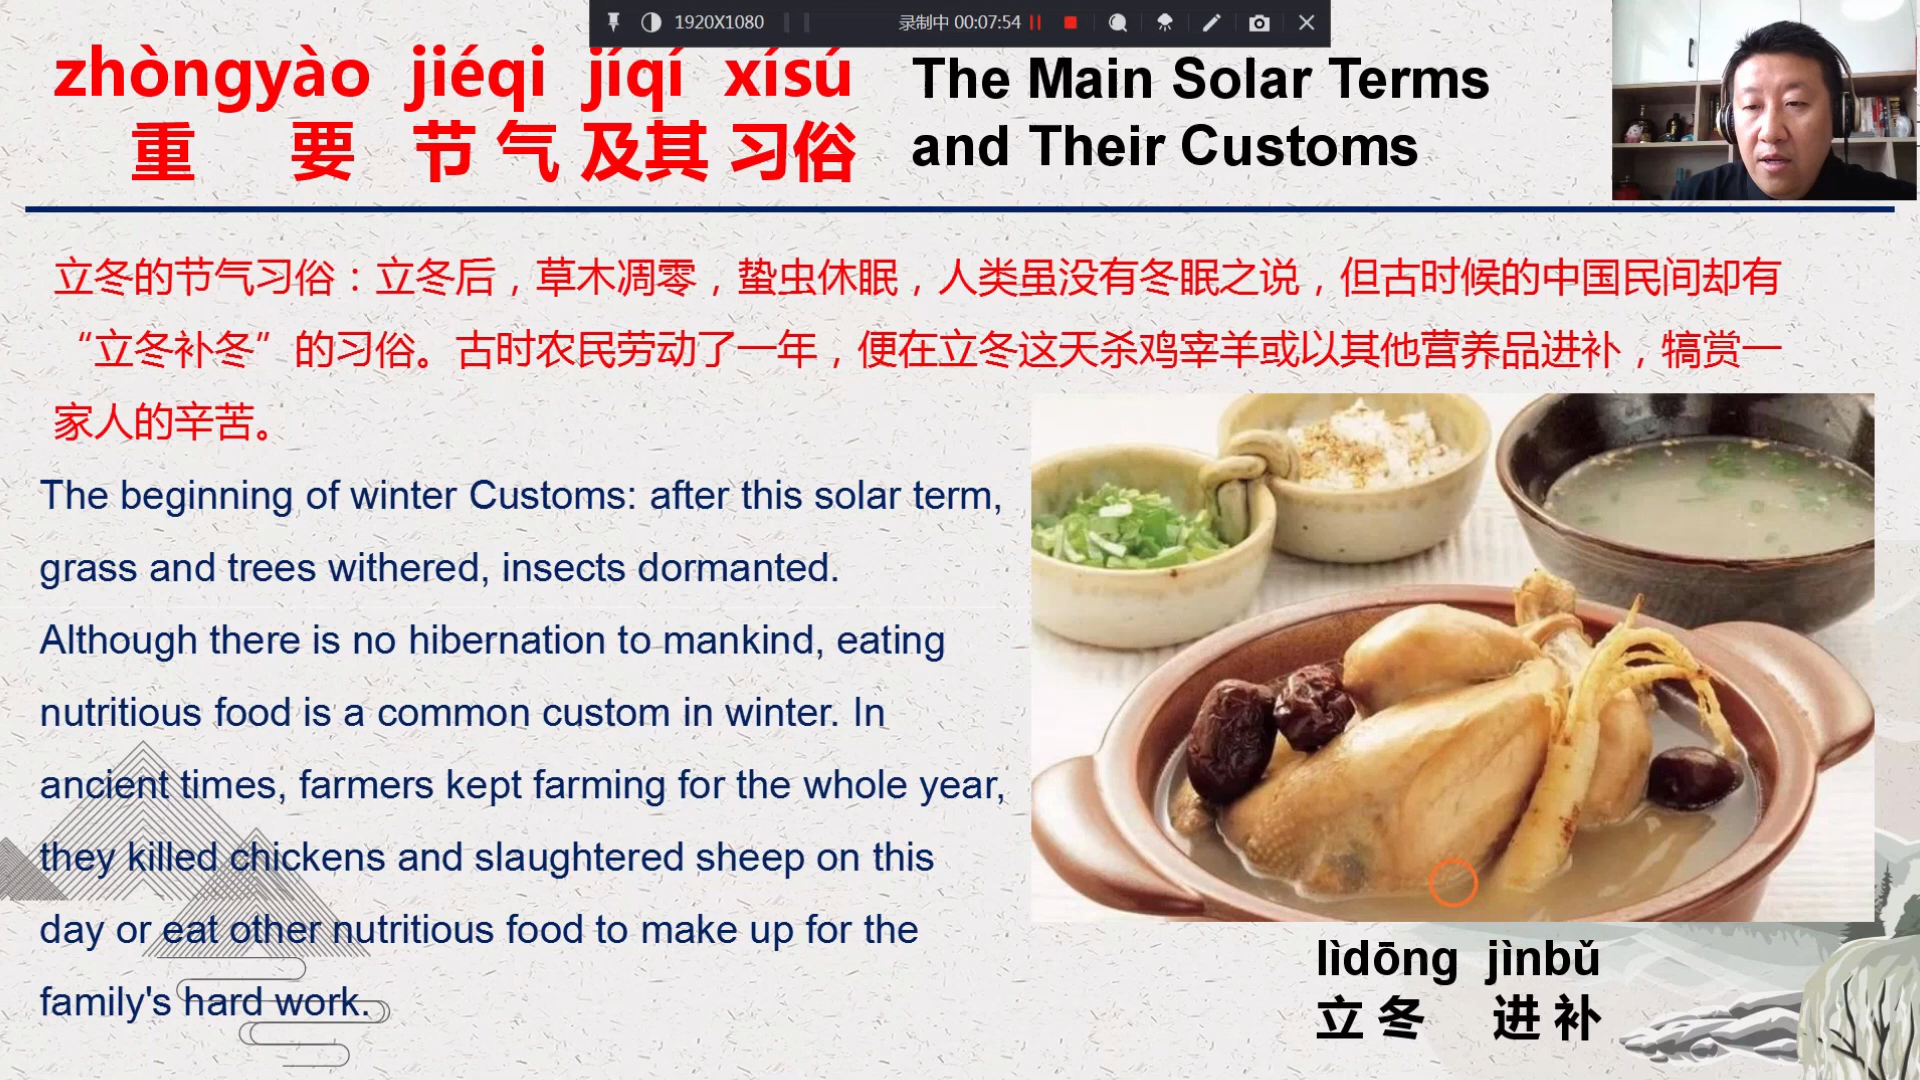 1920X1080
录制中 00:07:54
zhòngyào jiéqi jíqí xísú
重 要 节 气 及其 习俗
The Main Solar Terms
and Their Customs
立冬的节气习俗：立冬后，草木凋零，蛰虫休眠，人类虽没有冬眠之说，但古时候的中国民间却有
“立冬补冬”的习俗。古时农民劳动了一年，便在立冬这天杀鸡宰羊或以其他营养品进补，犒赏一
家人的辛苦。
The beginning of winter Customs: after this solar term,
grass and trees withered, insects dormanted.
Although there is no hibernation to mankind, eating
nutritious food is a common custom in winter. In
ancient times, farmers kept farming for the whole year,
they killed chickens and slaughtered sheep on this
day or eat other nutritious food to make up for the
family's hard work.
lìdōng jìnbǔ
立 冬 进 补